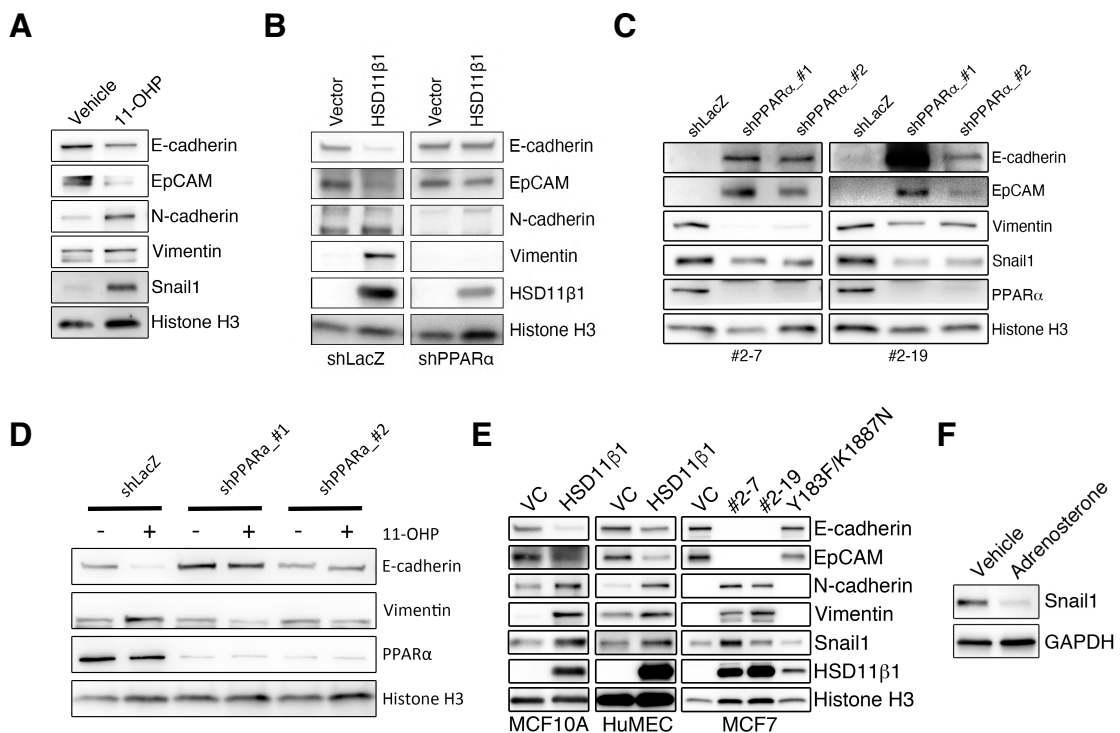 A
Vehicle
11-OHP
E-cadherin
EpCAM
N-cadherin
Vimentin
Snail1
Histone H3
B
Vector
HSD11β1
Vector
HSD11β1
E-cadherin
EpCAM
N-cadherin
Vimentin
HSD11β1
Histone H3
shLacZ
shPPARα
C
shLacZ
shPPARα_#1
shPPARα_#2
shLacZ
shPPARα_#1
shPPARα_#2
E-cadherin
EpCAM
Vimentin
Snail1
PPARα
Histone H3
#2-7
#2-19
D
shLacZ
shPPARa_#1
shPPARa_#2
- + - + - + 11-OHP
E-cadherin
Vimentin
PPARα
Histone H3
E
VC
HSD11β1
VC
HSD11β1
VC
#2-7
#2-19
Y183F/K1887N
E-cadherin
EpCAM
N-cadherin
Vimentin
Snail1
HSD11β1
Histone H3
MCF10A
HuMEC
MCF7
F
Vehicle
Adrenosterone
Snail1
GAPDH